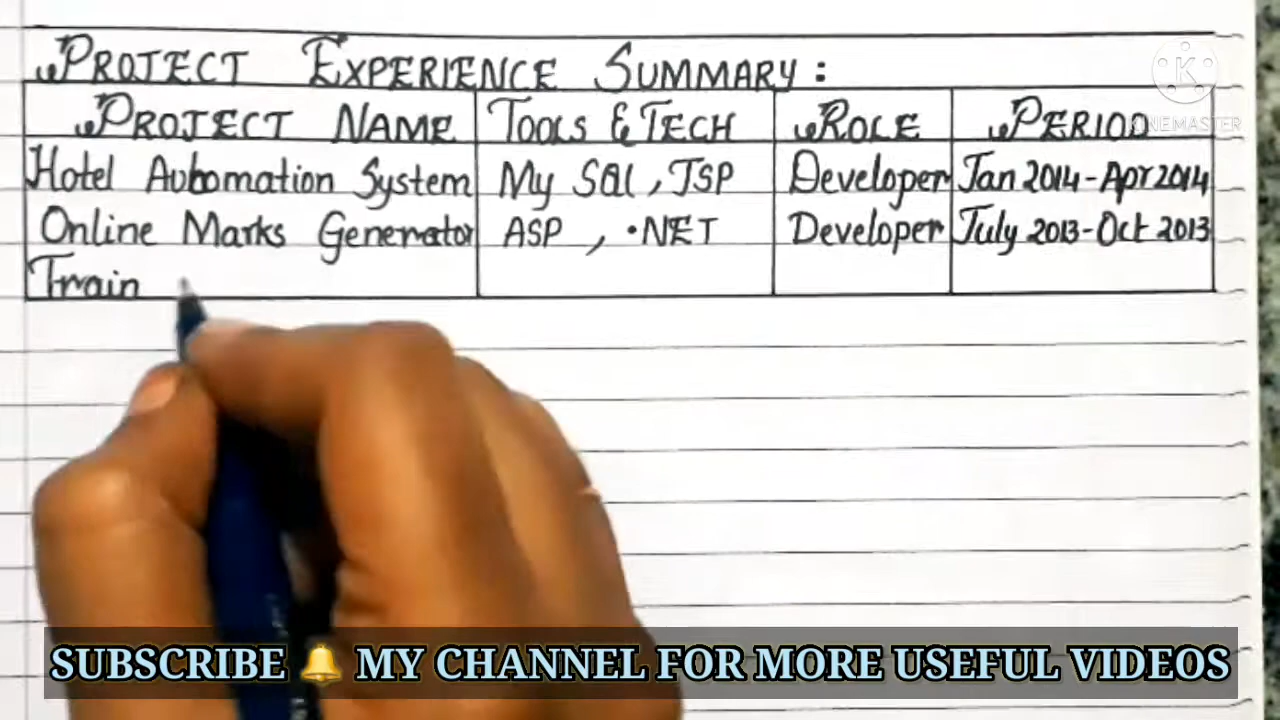 PROJECT EXPERIENCE SUMMARY:
PROJECT NAME TOOLS & TECH ROLE PERIOD
Hotel Automation System My SQL, JSP Developer Jan 2014-Apr 2014
Online Marks Generator ASP, .NET Developer July 2013-Oct 2013
Train
K
KINEMASTER
SUBSCRIBE 🔔 MY CHANNEL FOR MORE USEFUL VIDEOS